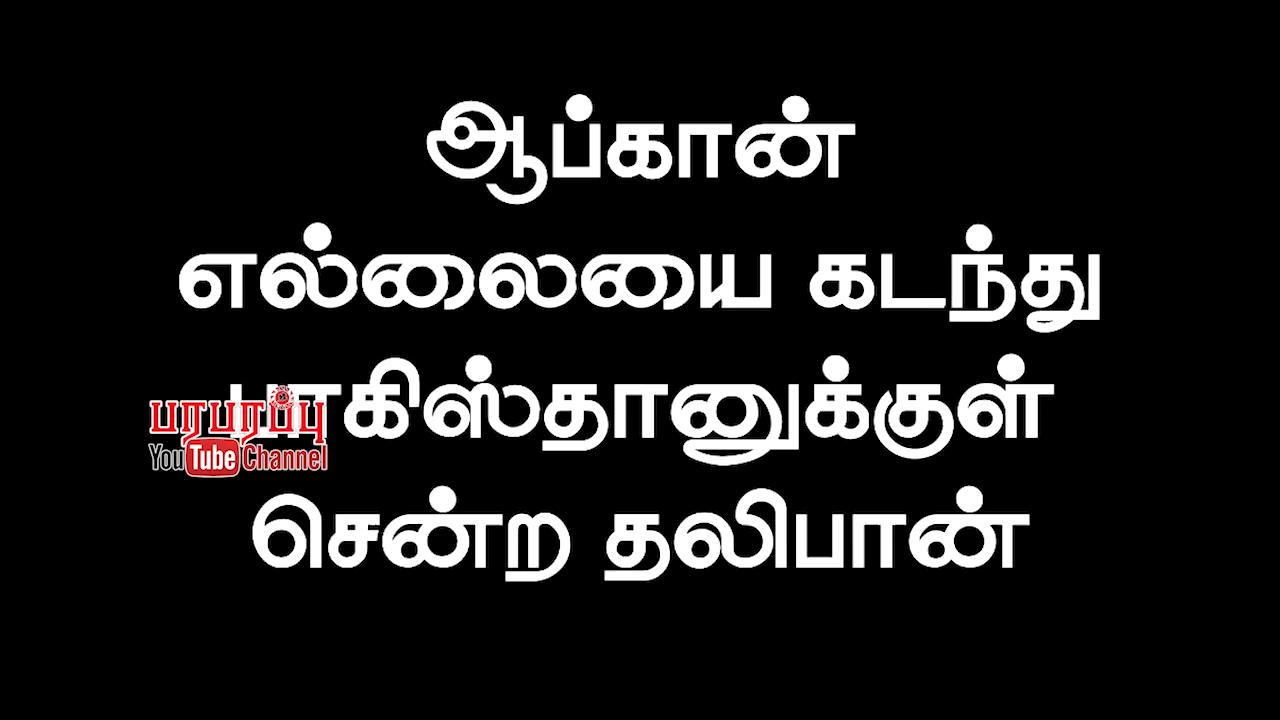 ஆப்கான்
எல்லையை கடந்து
பாகிஸ்தானுக்குள்
பரபரப்பு
YouTube Channel
சென்ற தலிபான்